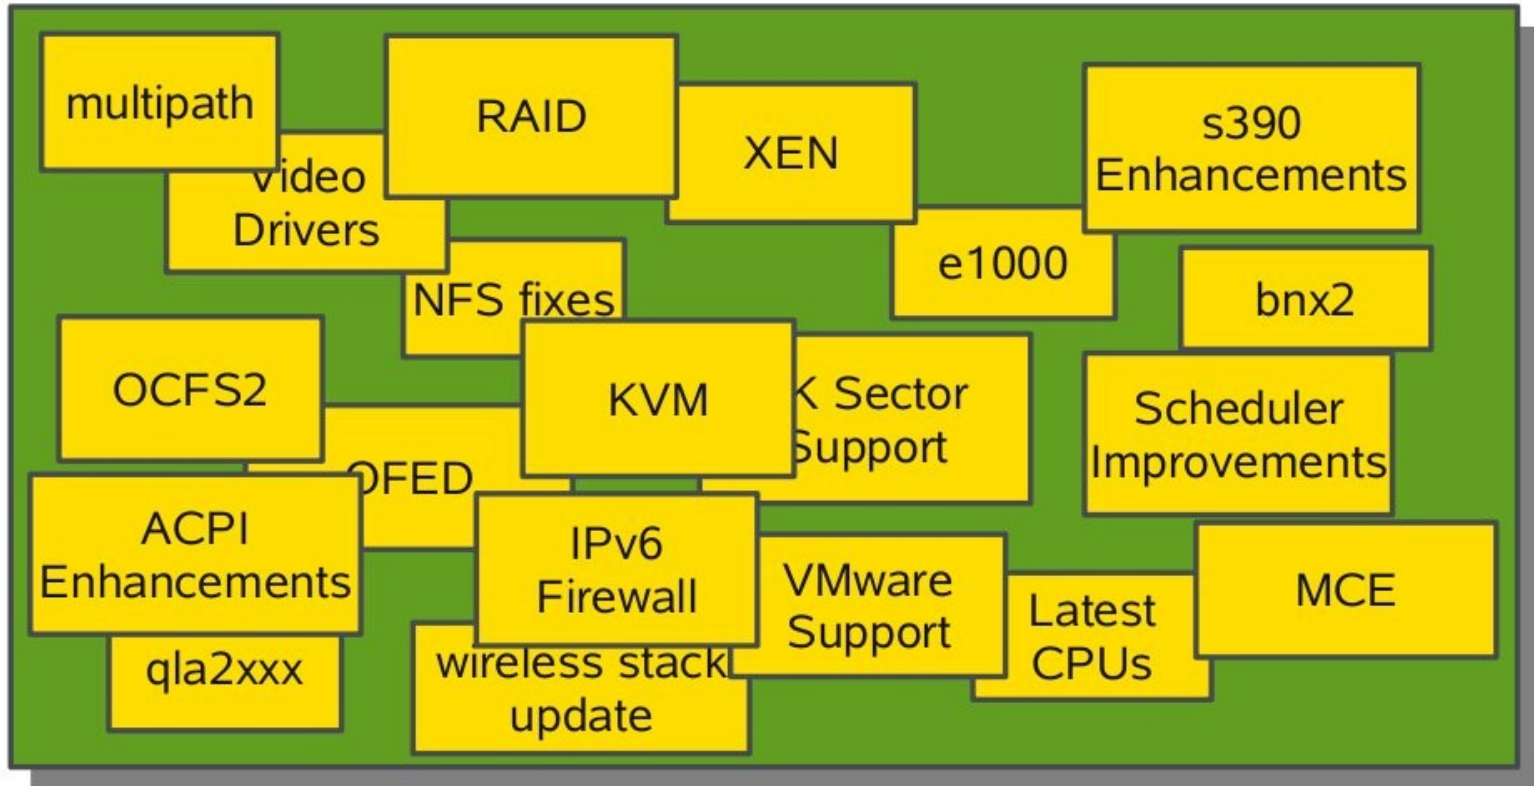 multipath
RAID
XEN
s390
Enhancements
Video
Drivers
e1000
NFS fixes
bnx2
OCFS2
KVM
K Sector
Support
Scheduler
Improvements
OFED
ACPI
Enhancements
IPv6
Firewall
VMware
Support
Latest
CPUs
MCE
qla2xxx
wireless stack
update